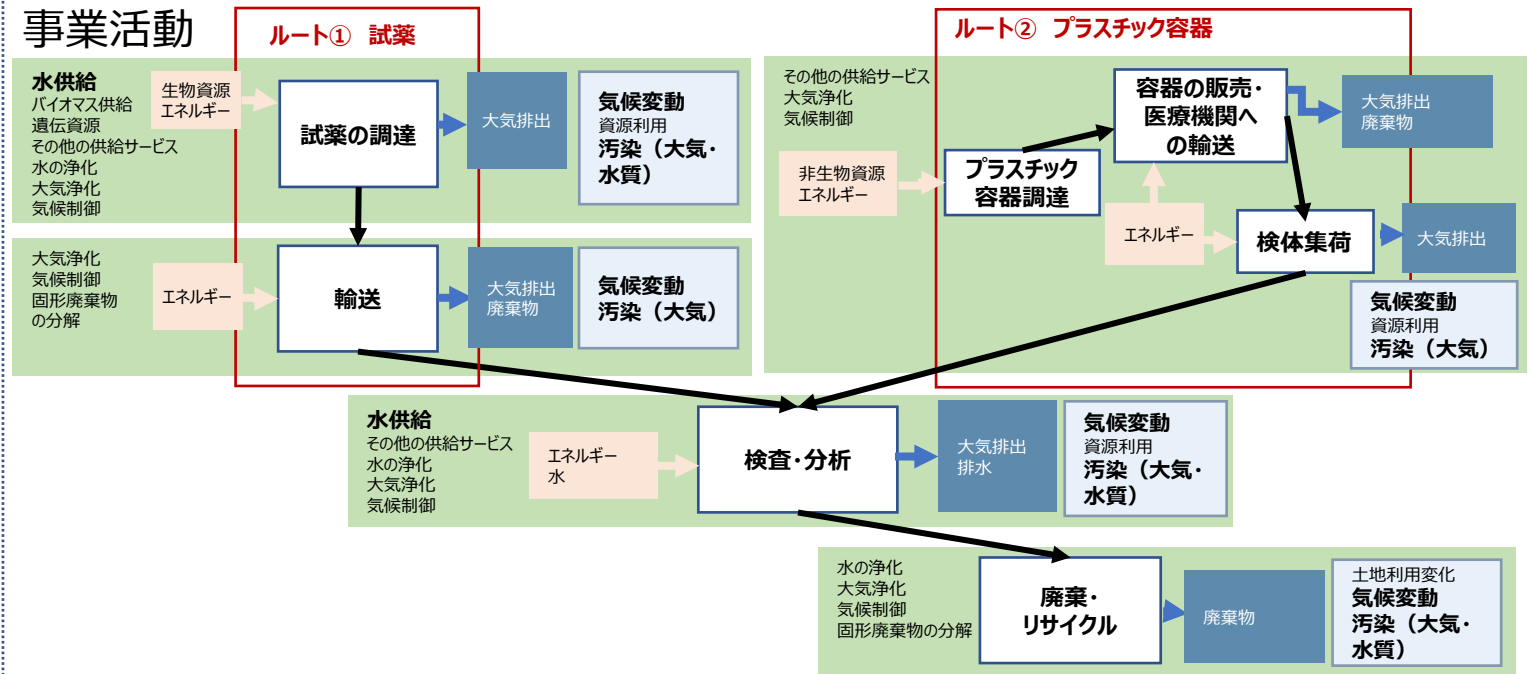 事業活動
ルート① 試薬
水供給
バイオマス供給
遺伝資源
その他の供給サービス
水の浄化
大気浄化
気候制御
生物資源
エネルギー
試薬の調達
大気排出
気候変動
資源利用
汚染（大気・
水質）
大気浄化
気候制御
固形廃棄物
の分解
エネルギー
輸送
大気排出
廃棄物
気候変動
汚染（大気）
ルート② プラスチック容器
その他の供給サービス
大気浄化
気候制御
非生物資源
エネルギー
プラスチック
容器調達
容器の販売・
医療機関へ
の輸送
大気排出
廃棄物
エネルギー
検体集荷
大気排出
気候変動
資源利用
汚染（大気）
水供給
その他の供給サービス
水の浄化
大気浄化
気候制御
エネルギー
水
検査・分析
大気排出
排水
気候変動
資源利用
汚染（大気・
水質）
水の浄化
大気浄化
気候制御
固形廃棄物の分解
廃棄・
リサイクル
廃棄物
土地利用変化
気候変動
汚染（大気・
水質）